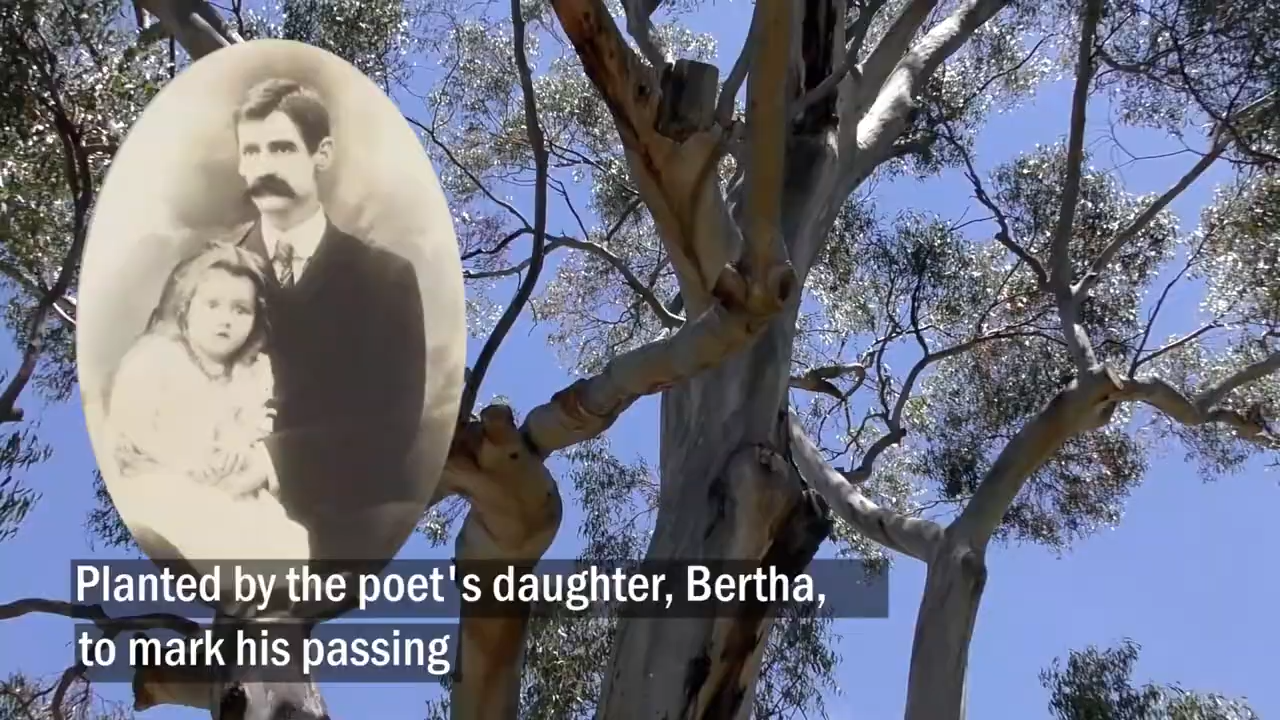 Planted by the poet's daughter, Bertha,
to mark his passing